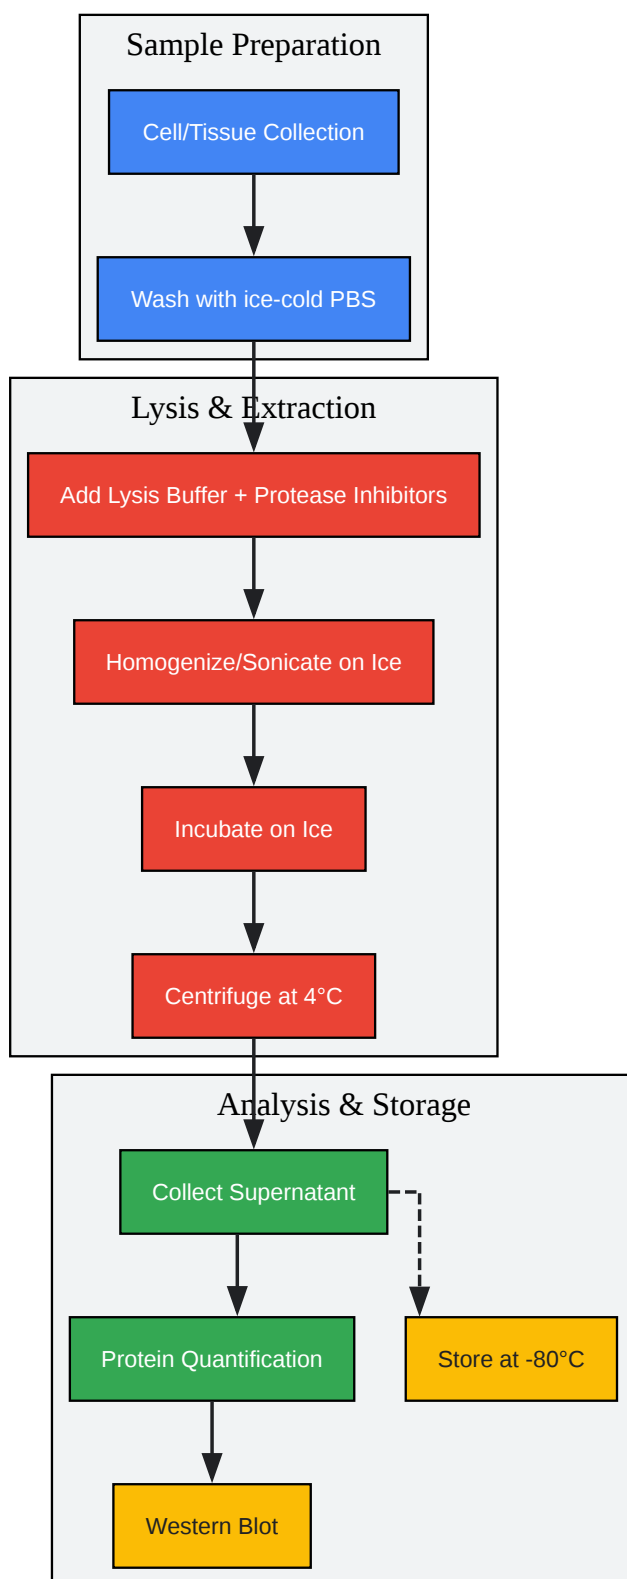 Sample Preparation
Cell/Tissue Collection
Wash with ice-cold PBS
Lysis & Extraction
Add Lysis Buffer + Protease Inhibitors
Homogenize/Sonicate on Ice
Incubate on Ice
Centrifuge at 4°C
Analysis & Storage
Collect Supernatant
Protein Quantification
Store at -80°C
Western Blot